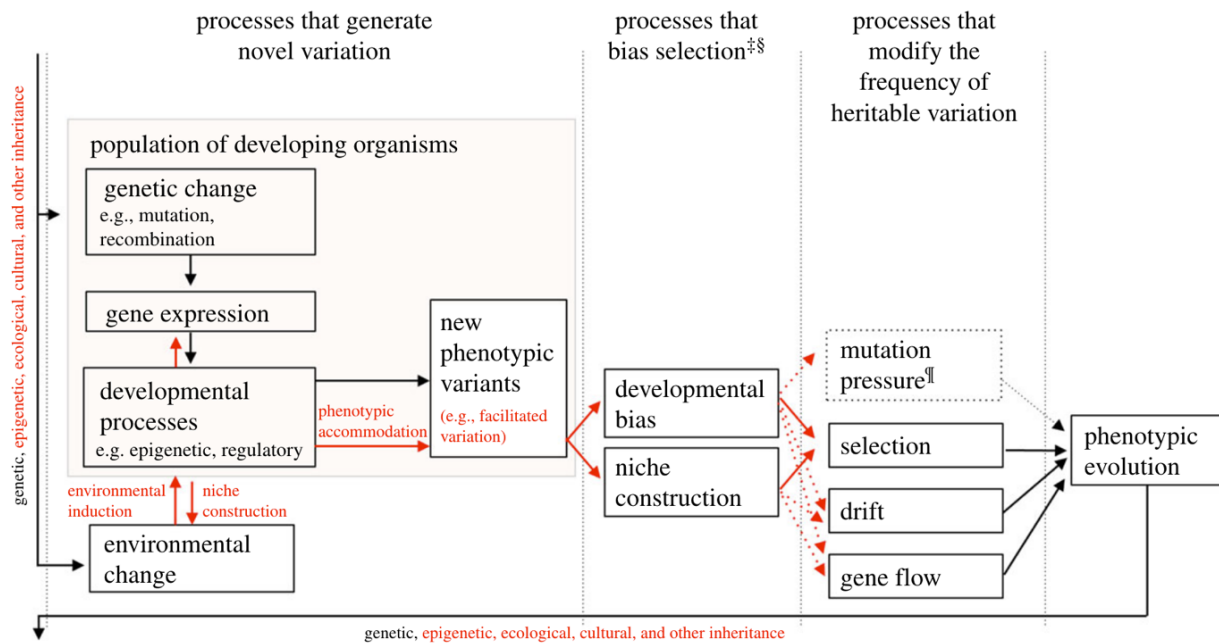 processes that generate
novel variation
processes that
bias selection‡§
processes that
modify the
frequency of
heritable variation
genetic, epigenetic, ecological, cultural, and other inheritance
population of developing organisms
genetic change
e.g., mutation,
recombination
gene expression
developmental
processes
e.g. epigenetic, regulatory
phenotypic
accommodation
new
phenotypic
variants
(e.g., facilitated
variation)
environmental
induction
niche
construction
environmental
change
developmental
bias
niche
construction
mutation
pressure¶
selection
drift
gene flow
phenotypic
evolution
genetic, epigenetic, ecological, cultural, and other inheritance